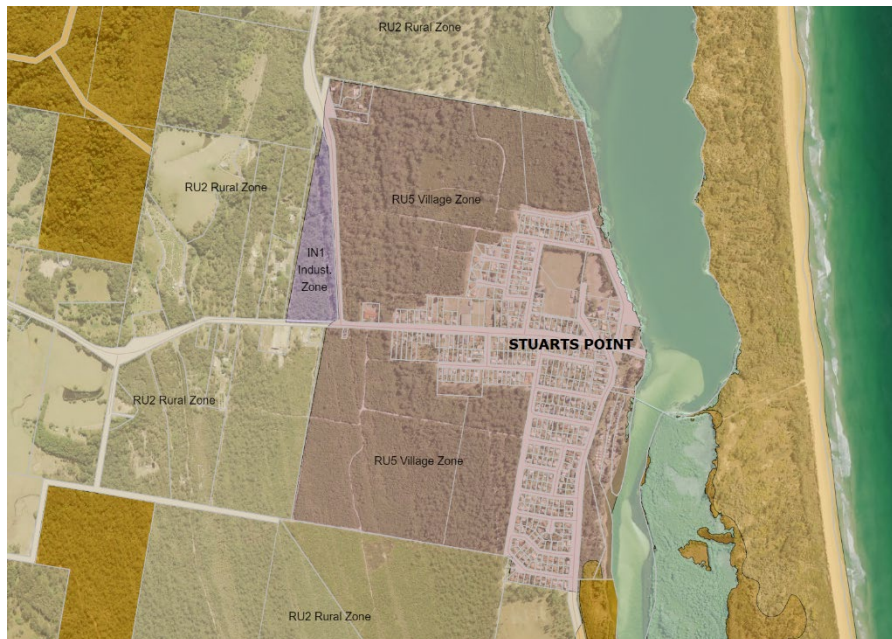 RU2 Rural Zone
RU2 Rural Zone
RU5 Village Zone
IN1
Indust.
Zone
STUARTS POINT
RU2 Rural Zone
RU5 Village Zone
RU2 Rural Zone